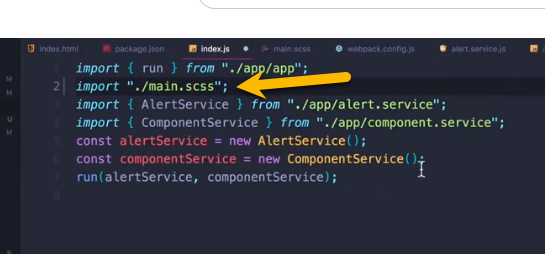 index.html package.json index.js main.scss webpack.config.js alert.service.js
M 1 import { run } from "./app/app";
M 2 import "./main.scss";
3 import { AlertService } from "./app/alert.service";
U 4 import { ComponentService } from "./app/component.service";
M 5 const alertService = new AlertService();
6 const componentService = new ComponentService();
7 run(alertService, componentService);
8